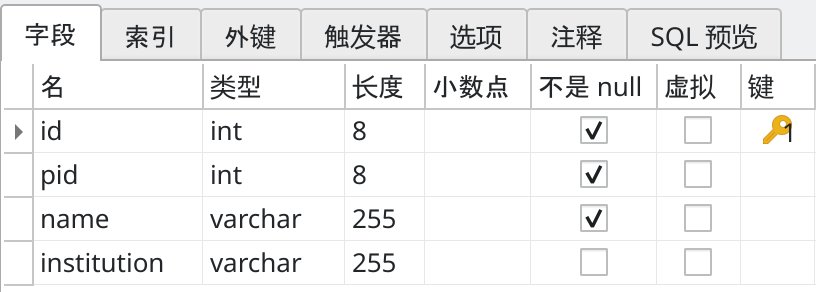 字段 索引 外键 触发器 选项 注释 SQL 预览
名 类型 长度 小数点 不是 null 虚拟 键
id int 8 1
pid int 8
name varchar 255
institution varchar 255